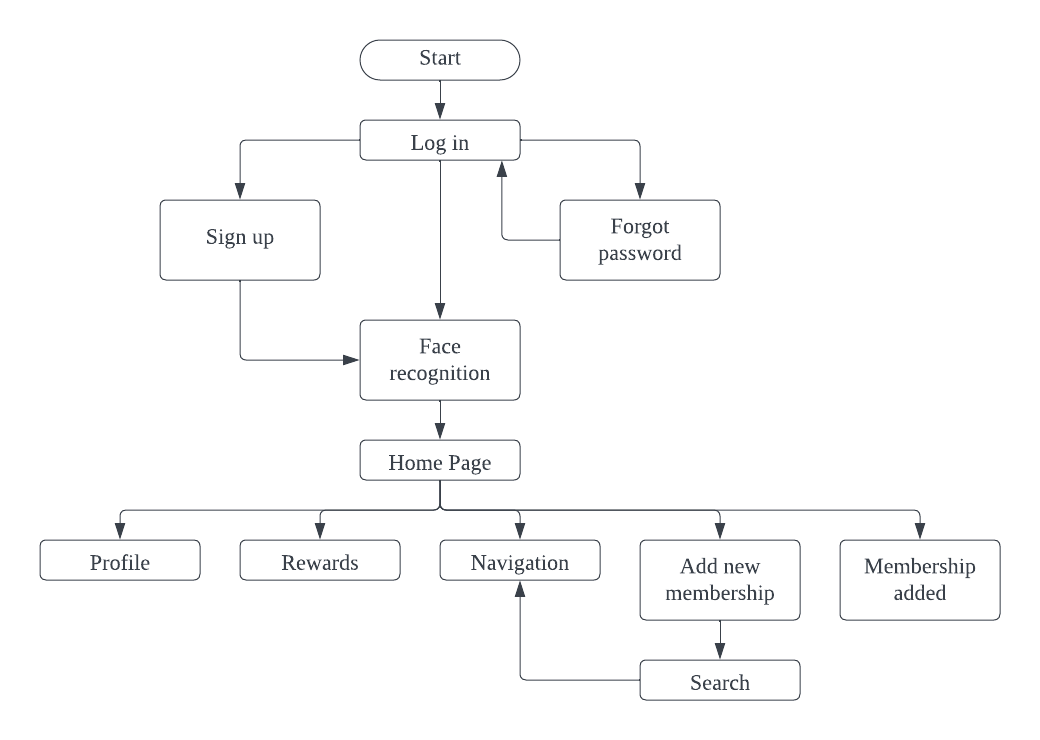 Start
Log in
Sign up
Forgot
password
Face
recognition
Home Page
Profile
Rewards
Navigation
Add new
membership
Membership
added
Search